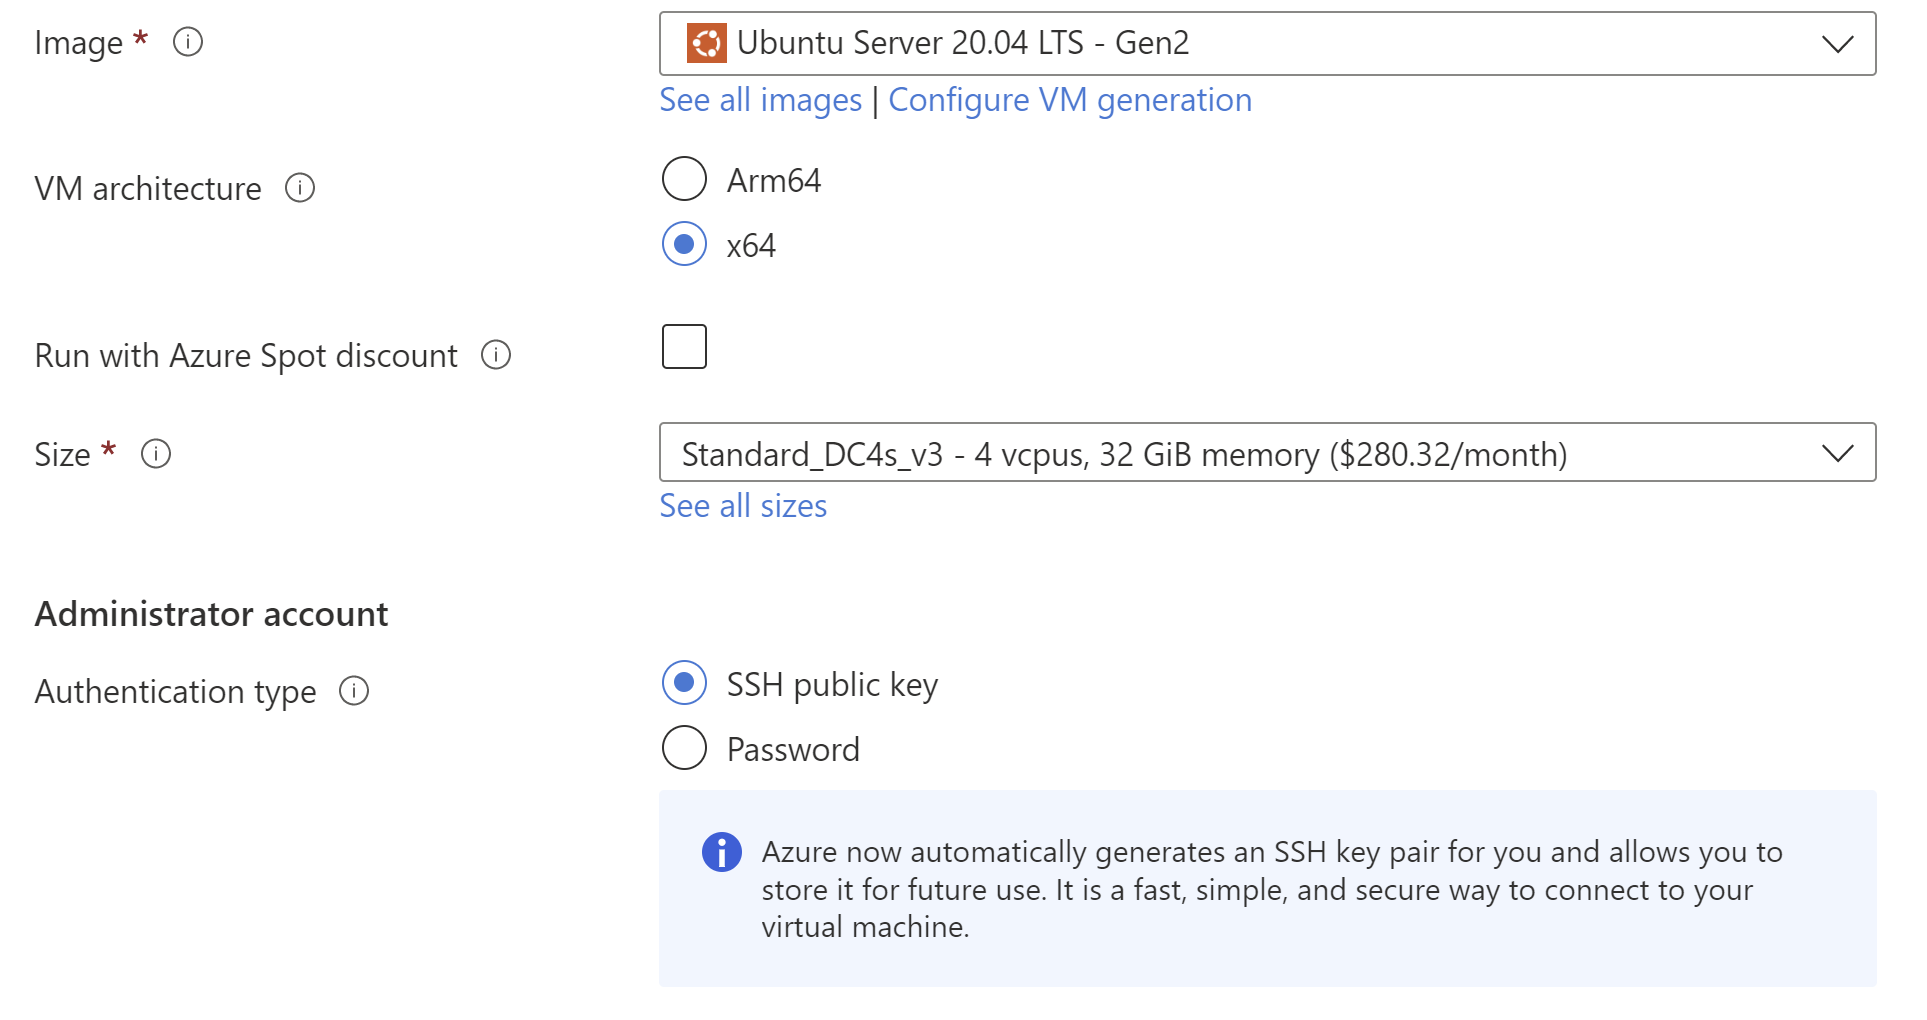 Image *
Ubuntu Server 20.04 LTS - Gen2
See all images | Configure VM generation
VM architecture
Arm64
x64
Run with Azure Spot discount
Size *
Standard_DC4s_v3 - 4 vcpus, 32 GiB memory ($280.32/month)
See all sizes
Administrator account
Authentication type
SSH public key
Password
Azure now automatically generates an SSH key pair for you and allows you to
store it for future use. It is a fast, simple, and secure way to connect to your
virtual machine.